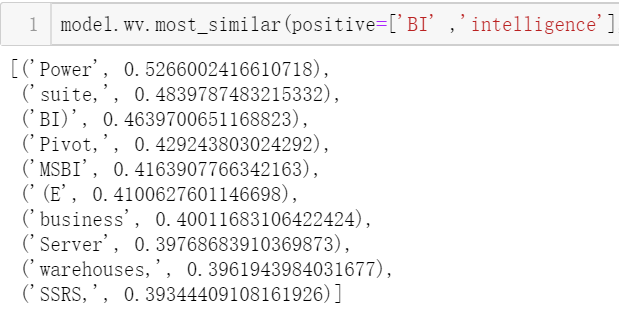 1 model.wv.most_similar(positive=['BI' ,'intelligence']
[('Power', 0.5266002416610718),
('suite,', 0.4839787483215332),
('BI)', 0.4639700651168823),
('Pivot,', 0.429243803024292),
('MSBI', 0.4163907766342163),
('(E', 0.4100627601146698),
('business', 0.40011683106422424),
('Server', 0.39768683910369873),
('warehouses,', 0.3961943984031677),
('SSRS,', 0.39344409108161926)]